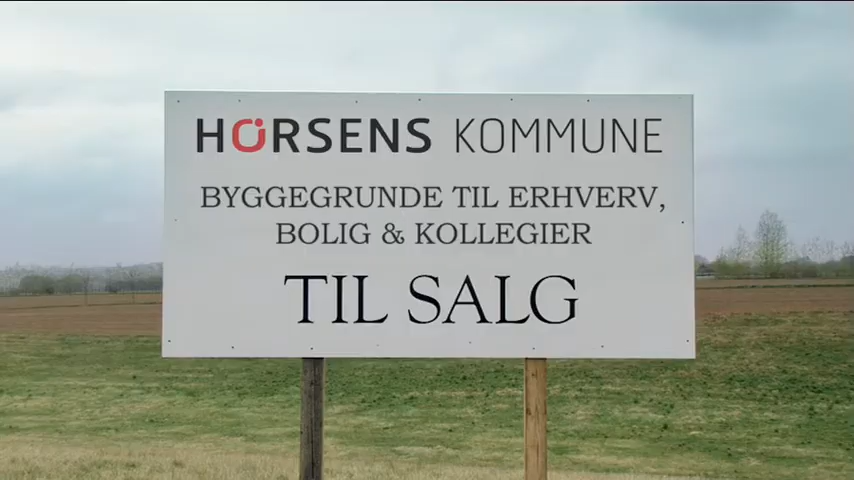 HORSENS KOMMUNE
BYGGEGRUNDE TIL ERHVERV,
BOLIG & KOLLEGIER
TIL SALG